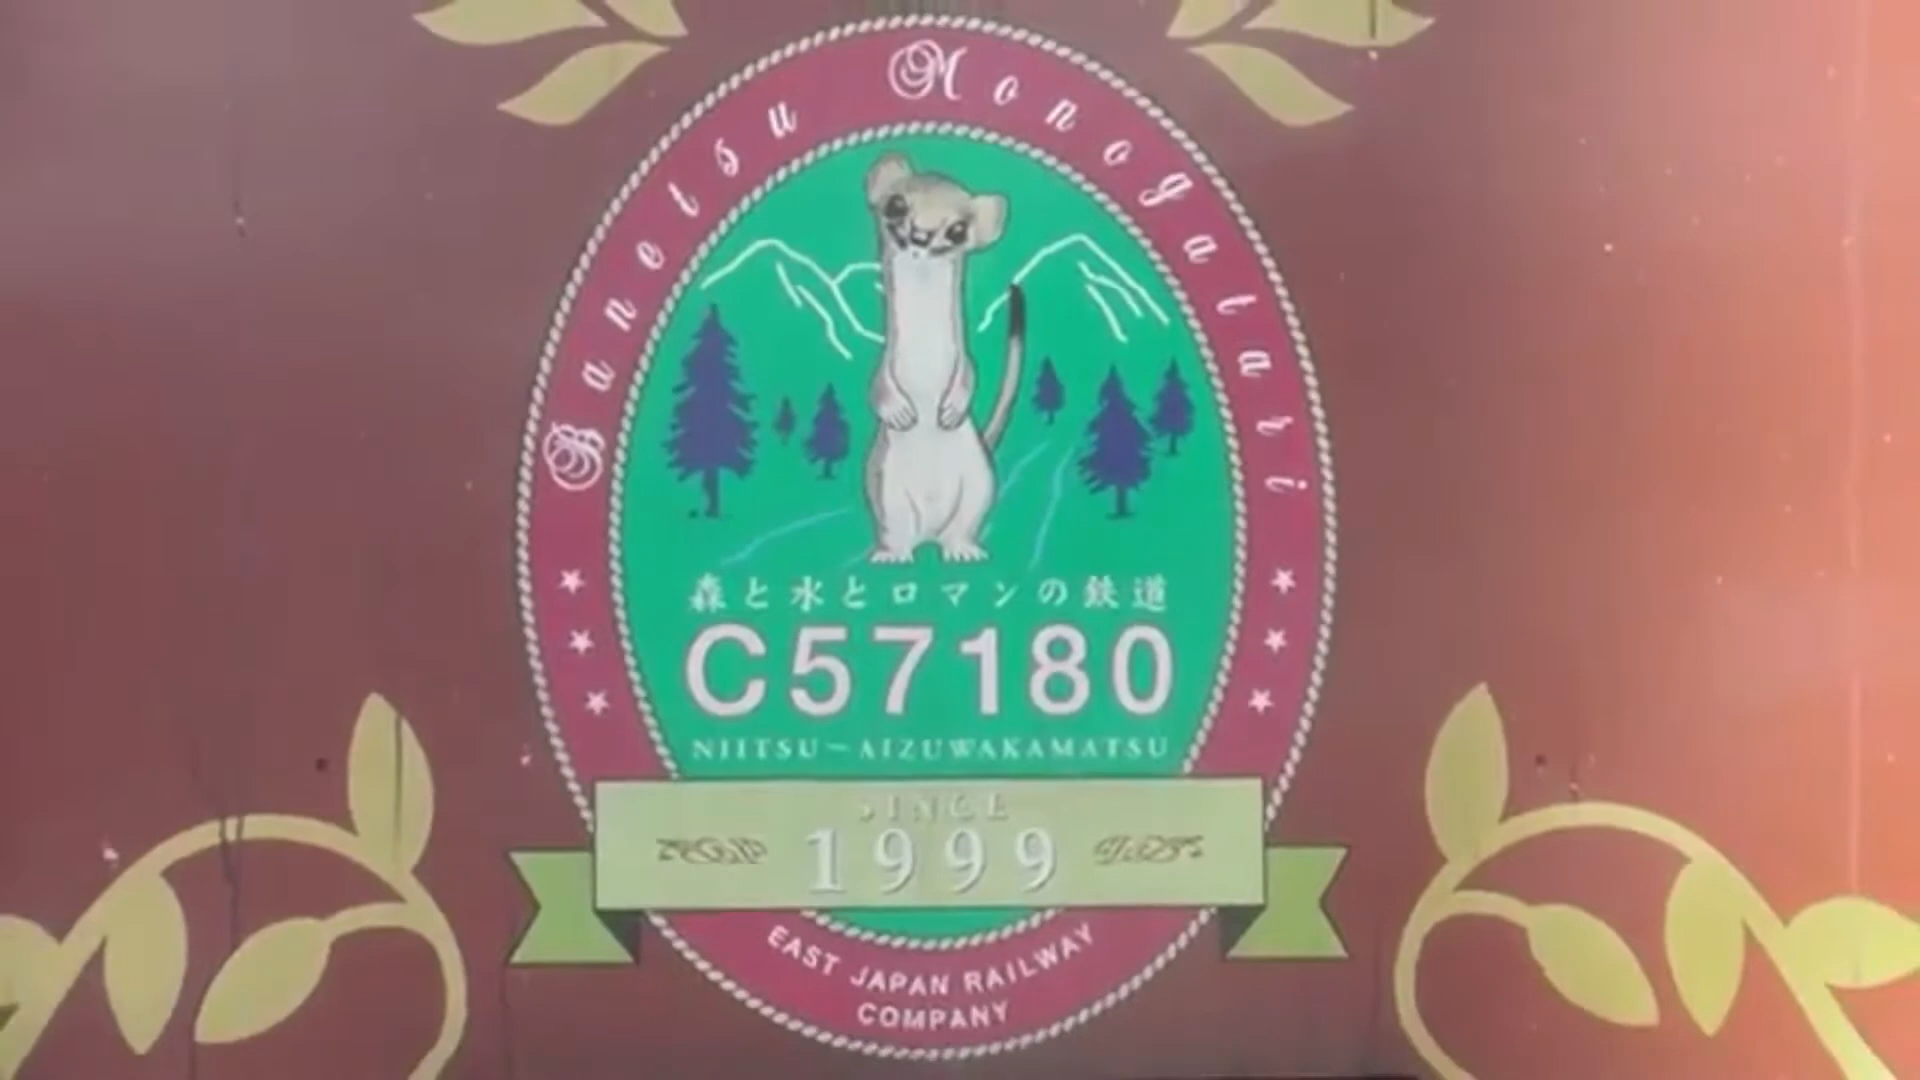 Banetsu Monogatari
森と水とロマンの鉄道
C57180
NIITSU-AIZUWAKAMATSU
SINCE
1999
EAST JAPAN RAILWAY
COMPANY